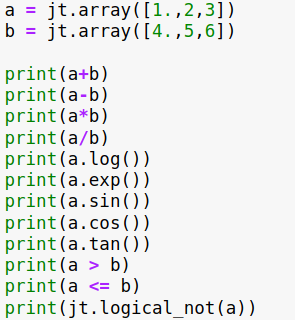 a = jt.array([1.,2,3])
b = jt.array([4.,5,6])
print(a+b)
print(a-b)
print(a*b)
print(a/b)
print(a.log())
print(a.exp())
print(a.sin())
print(a.cos())
print(a.tan())
print(a > b)
print(a <= b)
print(jt.logical_not(a))